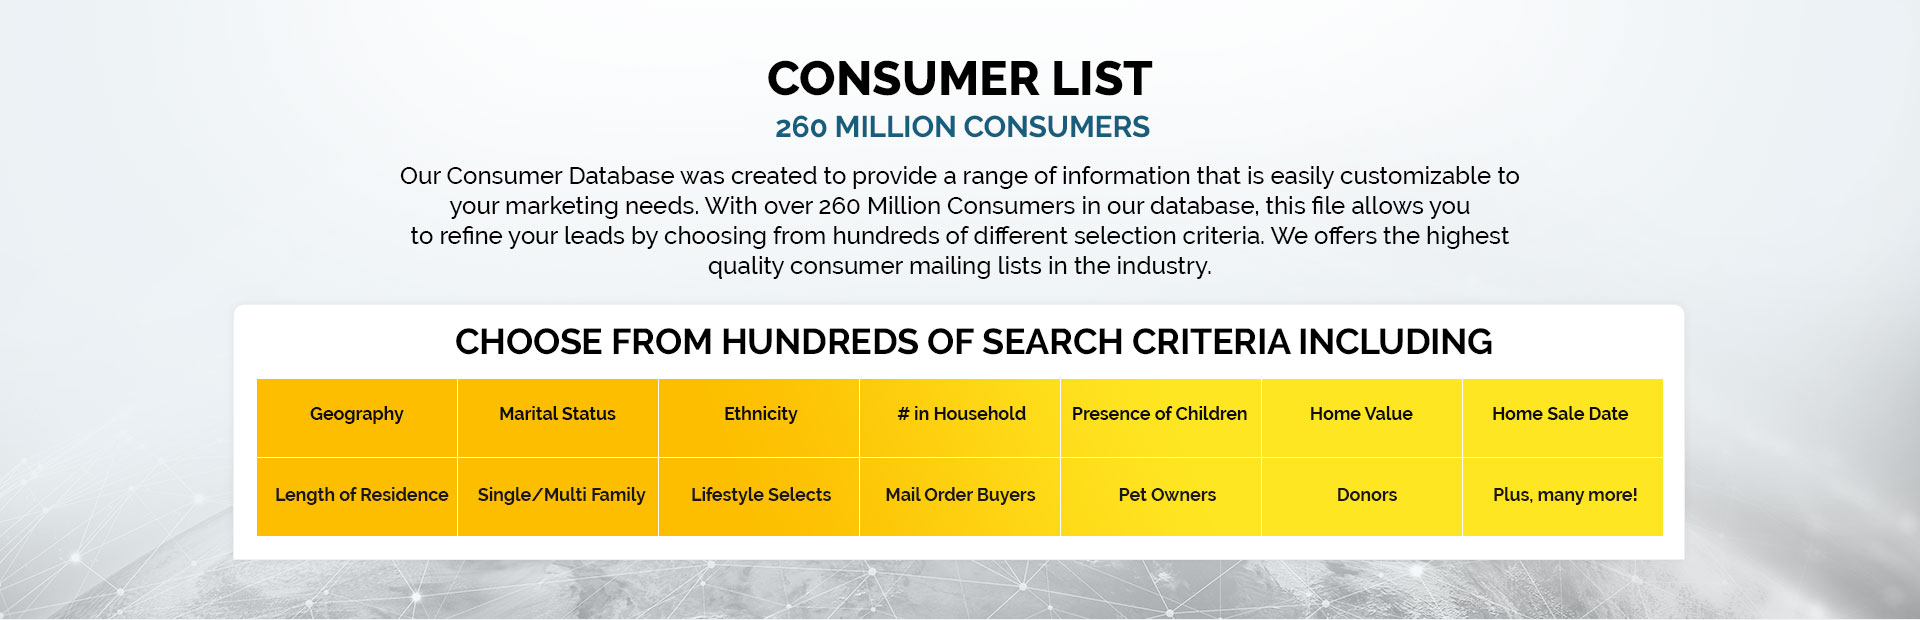 CONSUMER LIST
260 MILLION CONSUMERS
Our Consumer Database was created to provide a range of information that is easily customizable to
your marketing needs. With over 260 Million Consumers in our database, this file allows you
to refine your leads by choosing from hundreds of different selection criteria. We offers the highest
quality consumer mailing lists in the industry.
CHOOSE FROM HUNDREDS OF SEARCH CRITERIA INCLUDING
Geography Marital Status Ethnicity # in Household Presence of Children Home Value Home Sale Date
Length of Residence Single/Multi Family Lifestyle Selects Mail Order Buyers Pet Owners Donors Plus, many more!